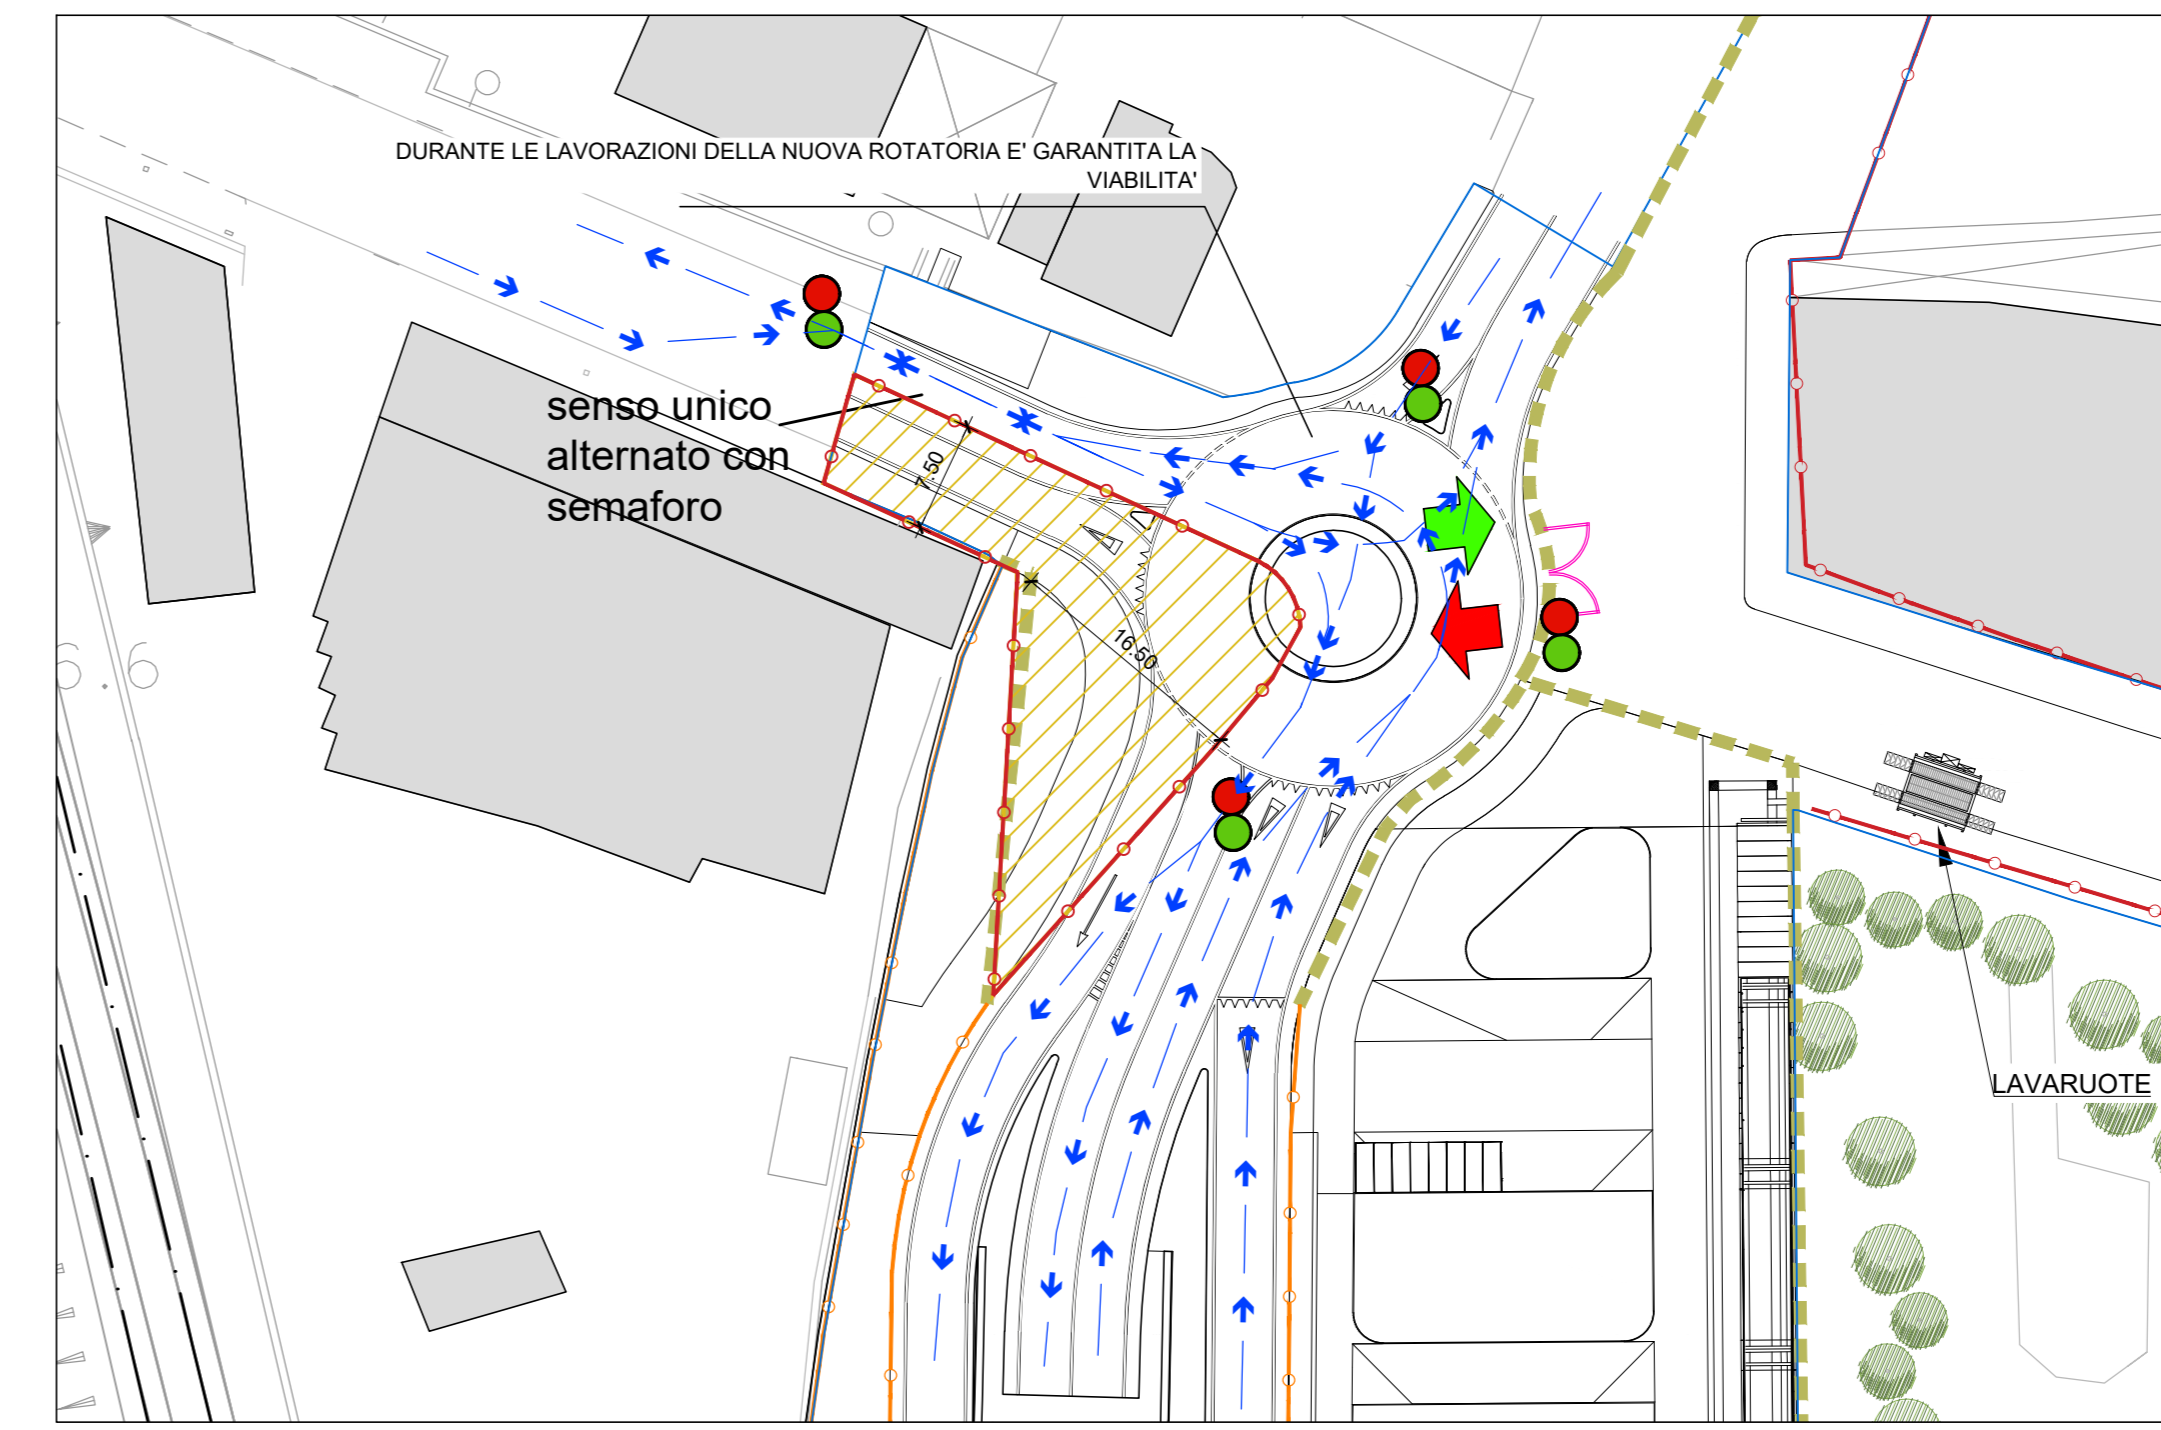 DURANTE LE LAVORAZIONI DELLA NUOVA ROTATORIA E' GARANTITA LA
VIABILITA'
senso unico
alternato con
semaforo
7.50
16.50
LAVARUOTE